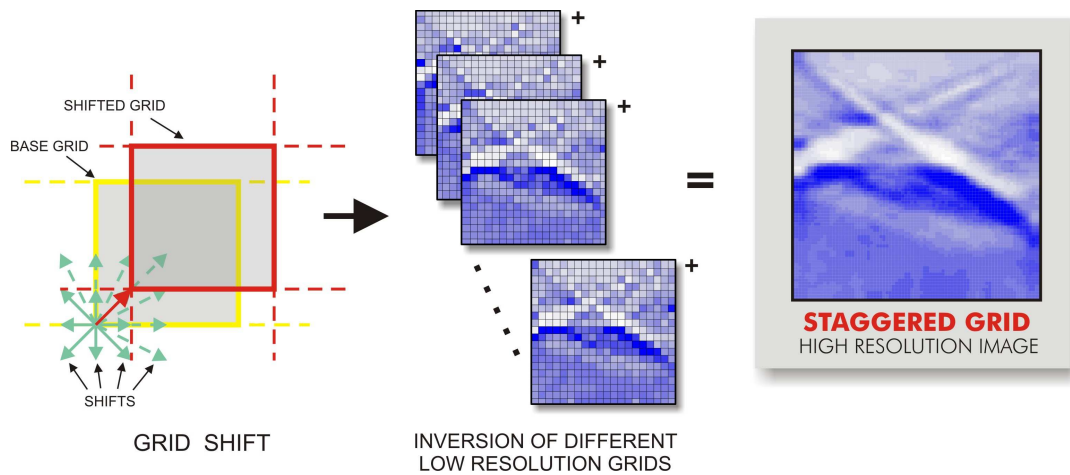 SHIFTED GRID
BASE GRID
SHIFTS
GRID SHIFT
+
+
+
+
INVERSION OF DIFFERENT
LOW RESOLUTION GRIDS
=
STAGGERED GRID
HIGH RESOLUTION IMAGE